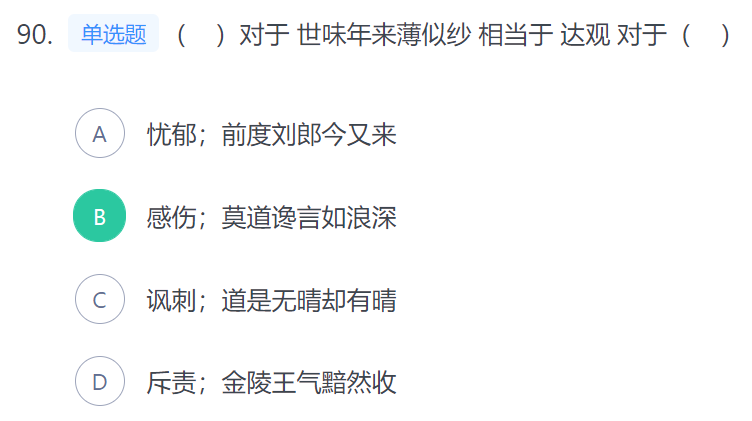 90. 单选题 （ ）对于 世味年来薄似纱 相当于 达观 对于（ ）
A 忧郁；前度刘郎今又来
B 感伤；莫道谗言如浪深
C 讽刺；道是无晴却有晴
D 斥责；金陵王气黯然收